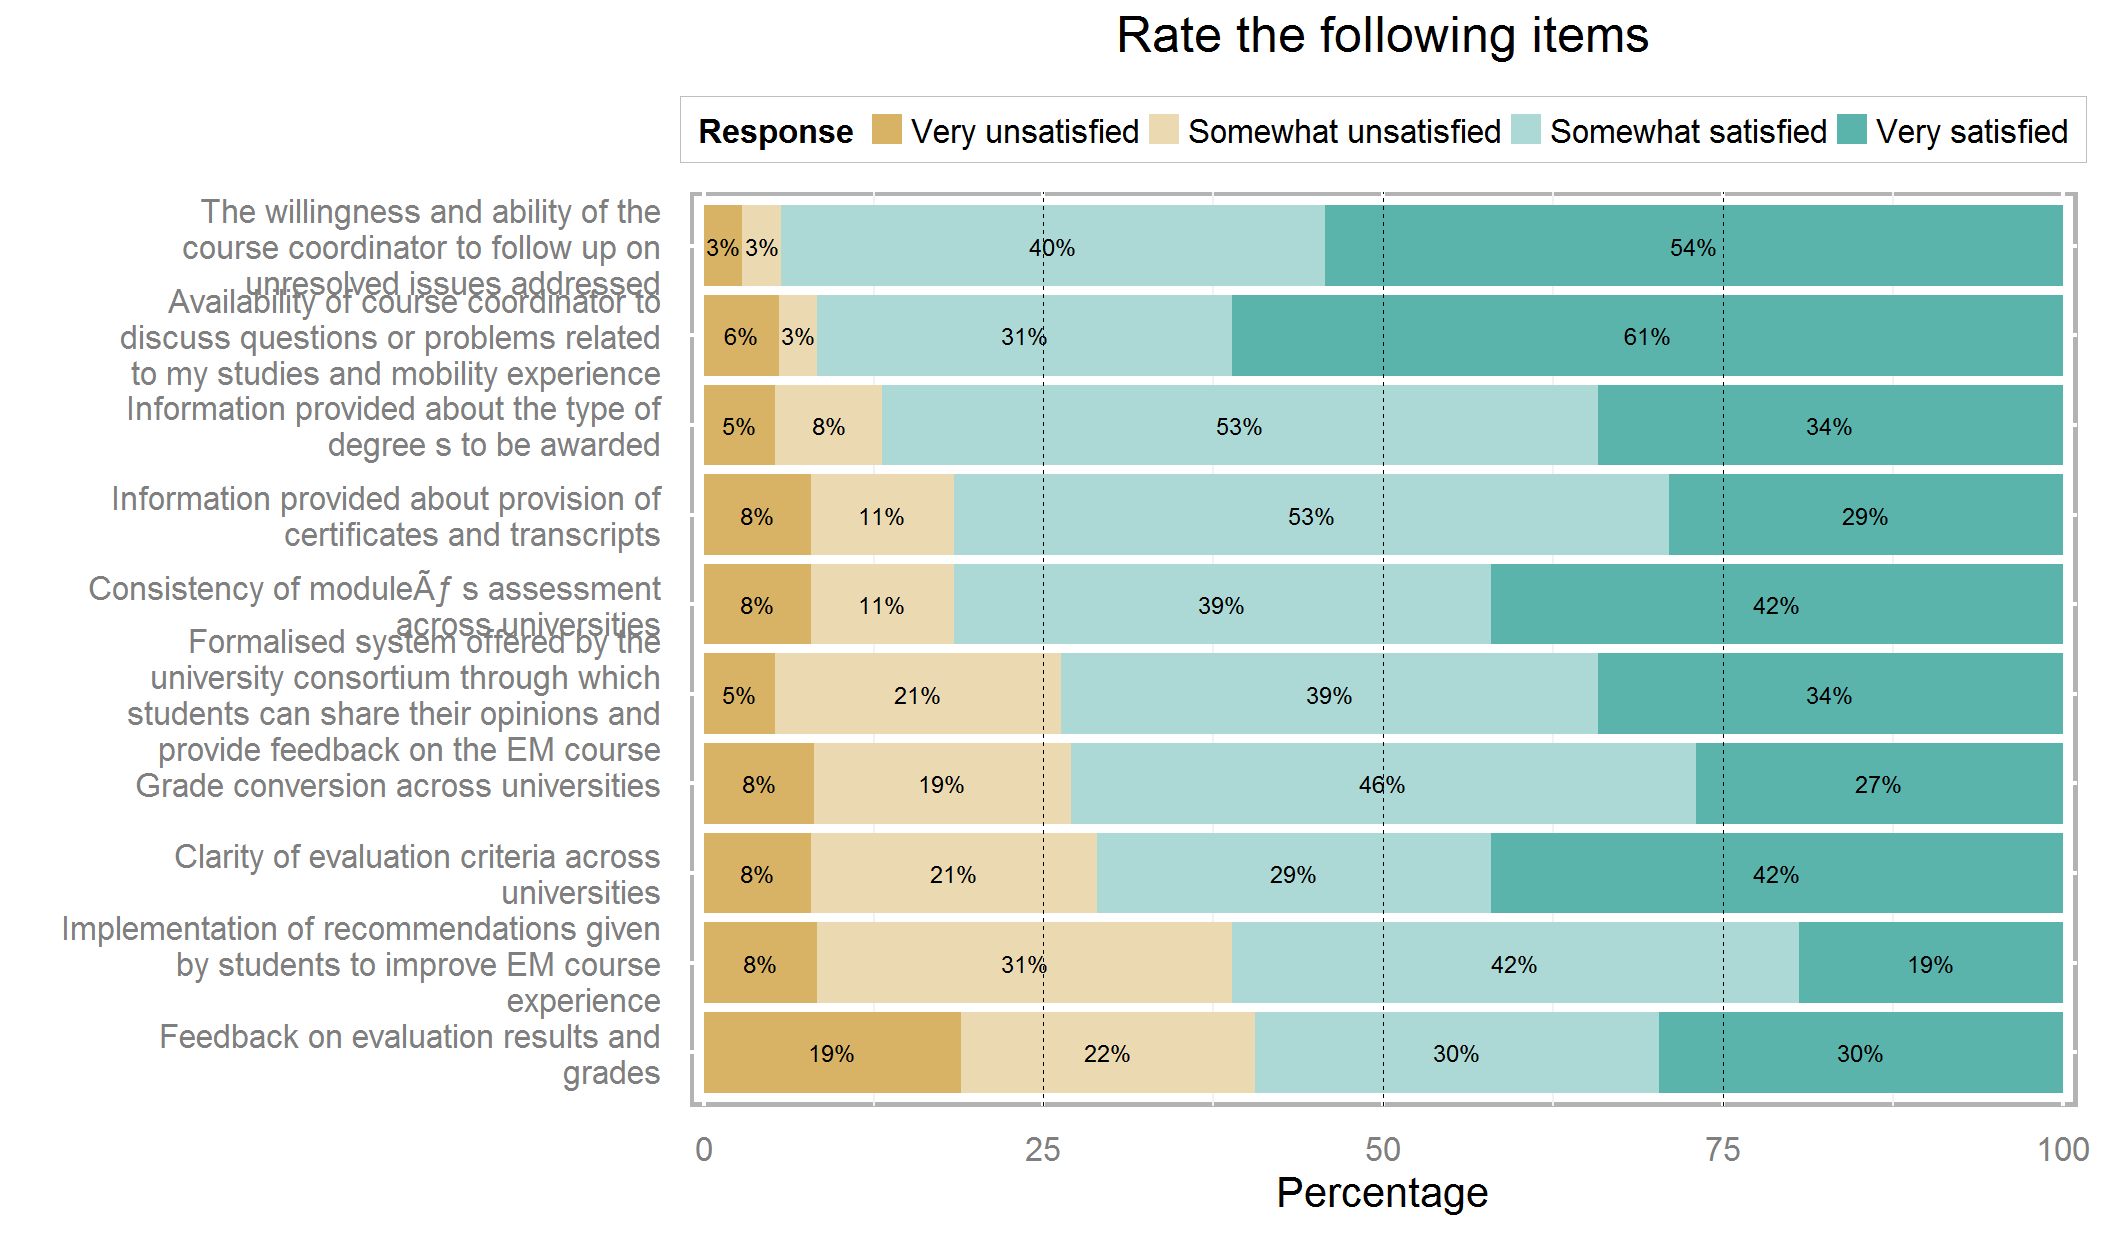 Rate the following items
Response Very unsatisfied Somewhat unsatisfied Somewhat satisfied Very satisfied
The willingness and ability of the
course coordinator to follow up on
unresolved issues addressed
3% 3% 40% 54%
Availability of course coordinator to
discuss questions or problems related
to my studies and mobility experience
6% 3% 31% 61%
Information provided about the type of
degree s to be awarded
5% 8% 53% 34%
Information provided about provision of
certificates and transcripts
8% 11% 53% 29%
Consistency of moduleÃƒ s assessment
across universities
8% 11% 39% 42%
Formalised system offered by the
university consortium through which
students can share their opinions and
provide feedback on the EM course
5% 21% 39% 34%
Grade conversion across universities
8% 19% 46% 27%
Clarity of evaluation criteria across
universities
8% 21% 29% 42%
Implementation of recommendations given
by students to improve EM course
experience
8% 31% 42% 19%
Feedback on evaluation results and
grades
19% 22% 30% 30%
0 25 50 75 100
Percentage